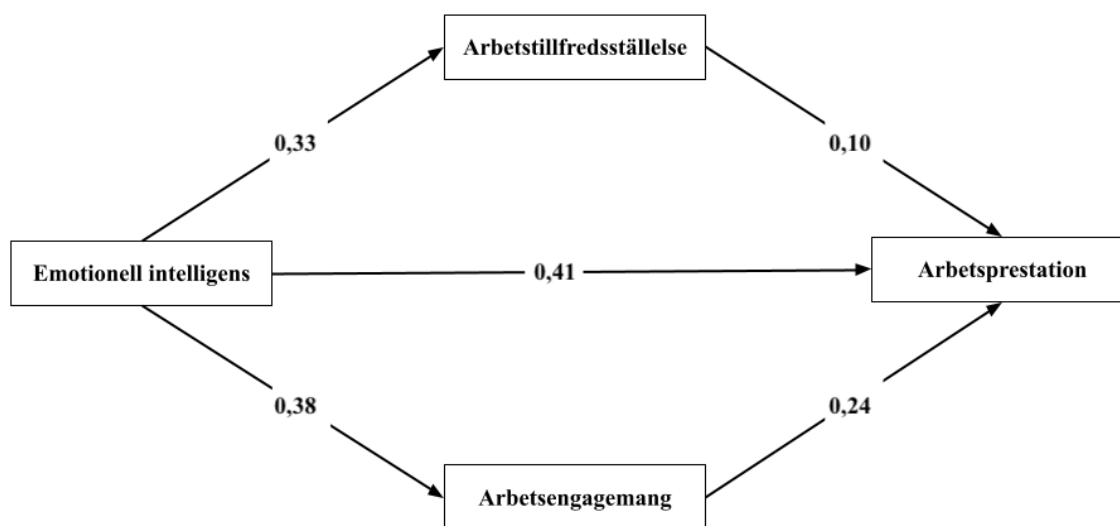 Arbetstillfredsställelse
0,33
0,10
Emotionell intelligens
0,41
Arbetsprestation
0,38
0,24
Arbetsengagemang